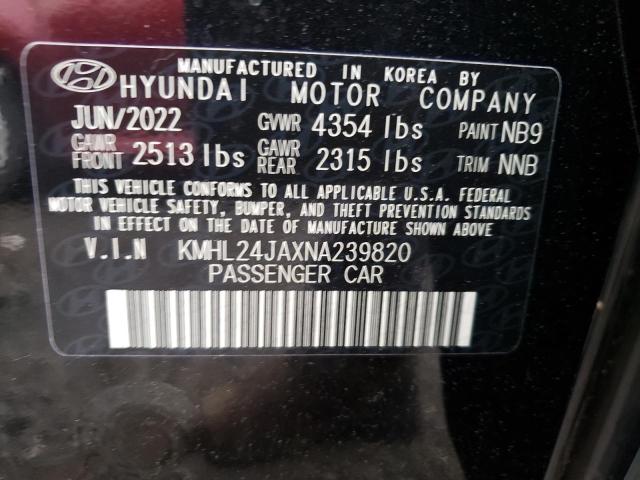 MANUFACTURED IN KOREA BY
HYUNDAI MOTOR COMPANY
JUN/2022 GVWR 4354 lbs PAINT NB9
GAWR FRONT 2513 lbs GAWR REAR 2315 lbs TRIM NNB
THIS VEHICLE CONFORMS TO ALL APPLICABLE U.S.A. FEDERAL
MOTOR VEHICLE SAFETY, BUMPER, AND THEFT PREVENTION STANDARDS
IN EFFECT ON THE DATE OF MANUFACTURE SHOWN ABOVE.
V.I.N KMHL24JAXNA239820
PASSENGER CAR